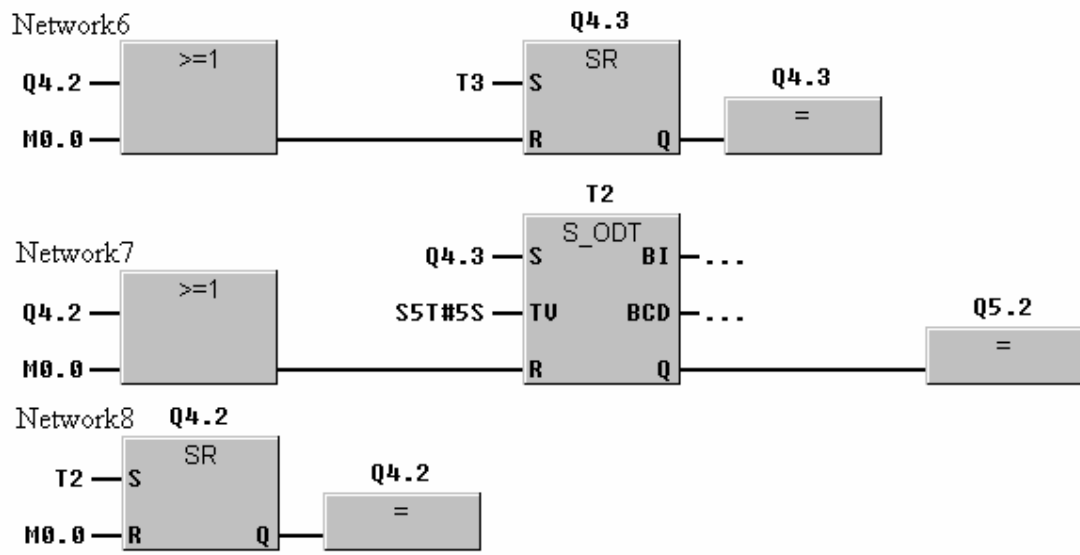 Network6
Q4.3
>=1
SR
Q4.2
T3
S
Q4.3
=
M0.0
R
Q
T2
Network7
S_ODT
Q4.3
S
BI
...
>=1
Q4.2
S5T#5S
TV
BCD
...
Q5.2
=
M0.0
R
Q
Network8
Q4.2
SR
T2
S
Q4.2
=
M0.0
R
Q